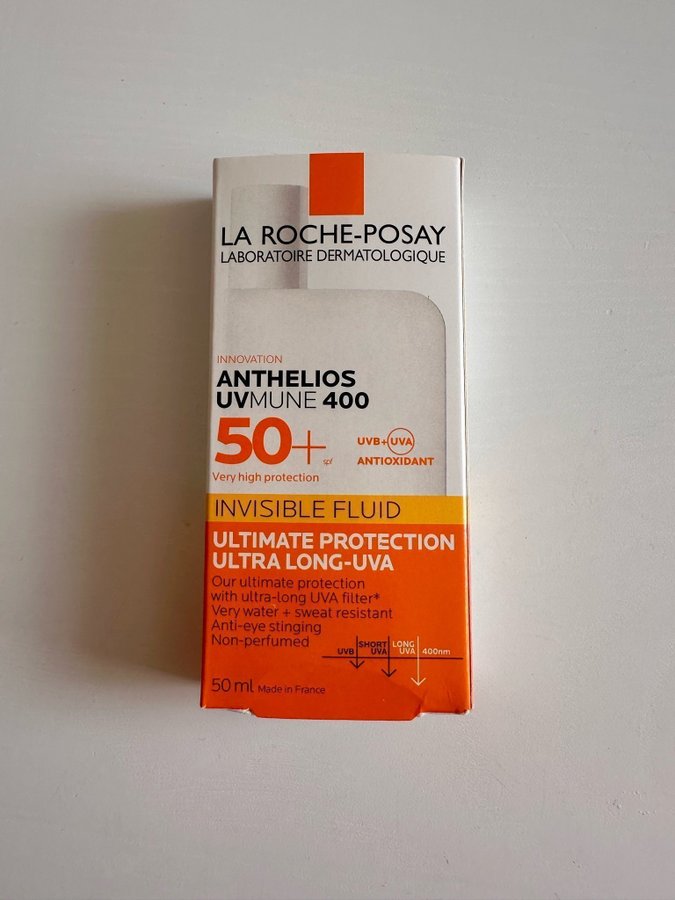 LA ROCHE-POSAY
LABORATOIRE DERMATOLOGIQUE
INNOVATION
ANTHELIOS
UVMUNE 400
50+ spf
UVB+UVA
ANTIOXIDANT
Very high protection
INVISIBLE FLUID
ULTIMATE PROTECTION
ULTRA LONG-UVA
Our ultimate protection
with ultra-long UVA filter*
Very water + sweat resistant
Anti-eye stinging
Non-perfumed
UVB SHORT UVA LONG UVA 400nm
50 ml Made in France